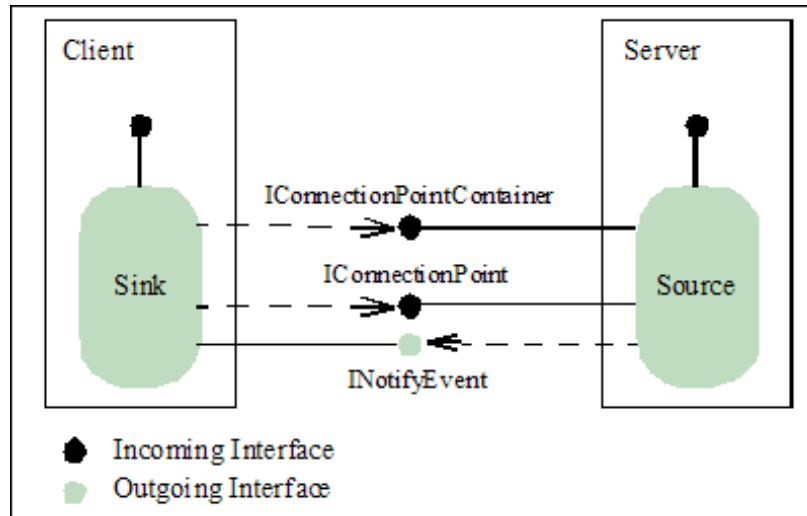 Client
Server
IConnectionPointContainer
IConnectionPoint
Sink
Source
INotifyEvent
Incoming Interface
Outgoing Interface